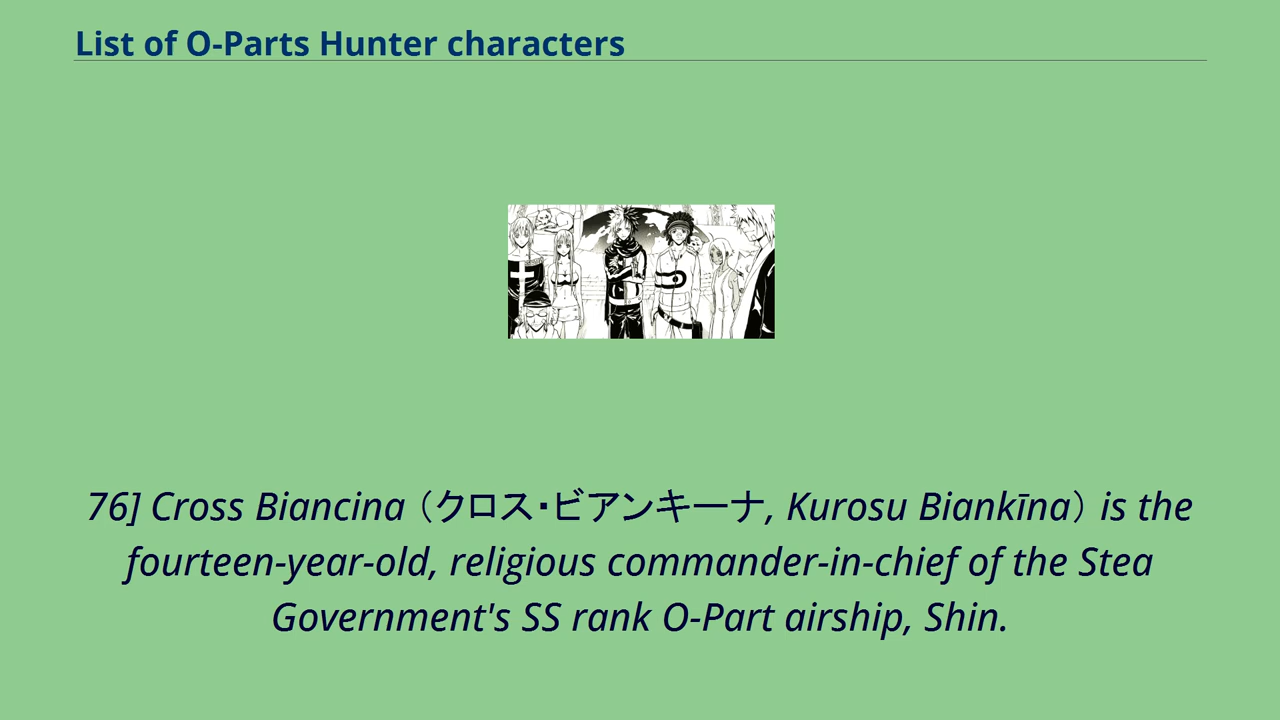 List of O-Parts Hunter characters
76] Cross Biancina （クロス・ビアンキーナ, Kurosu Biankīna） is the
fourteen-year-old, religious commander-in-chief of the Stea
Government's SS rank O-Part airship, Shin.